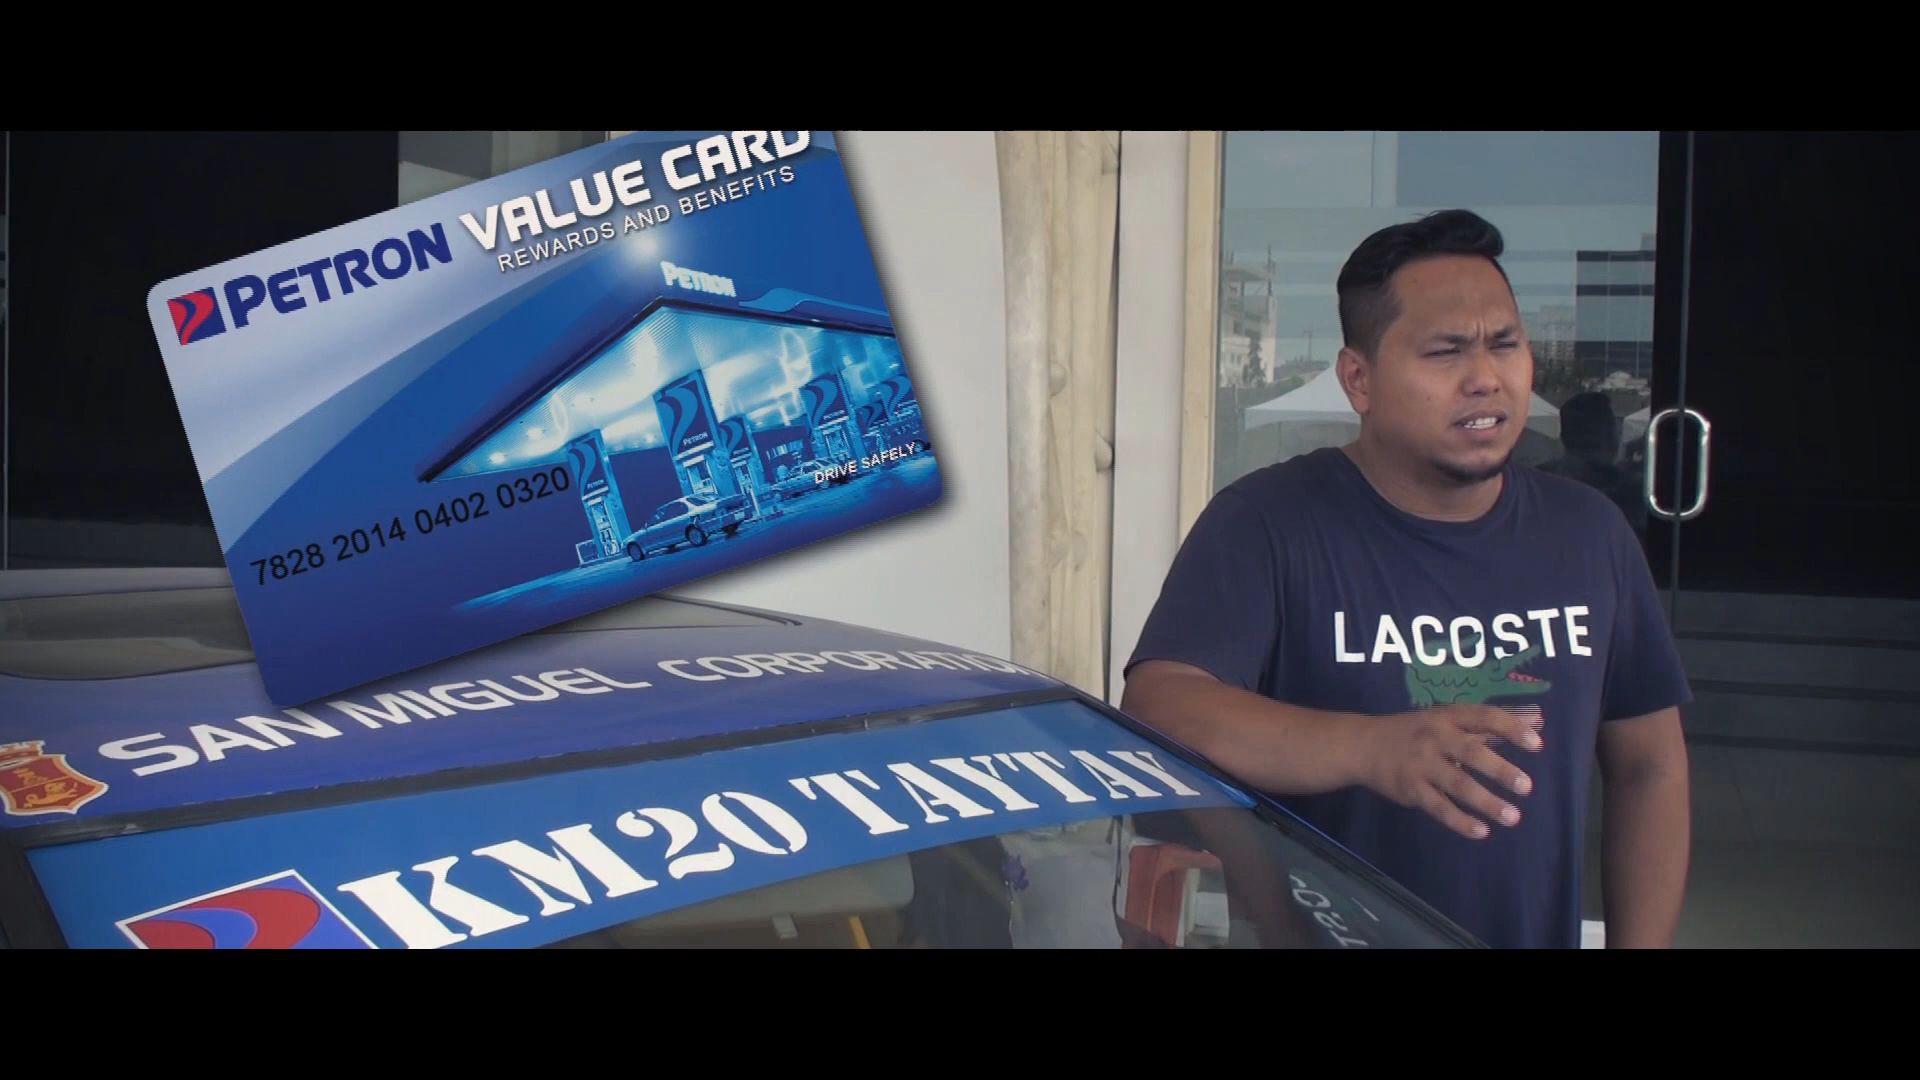 PETRON VALUE CARD
REWARDS AND BENEFITS
PETRON
PETRON
DRIVE SAFELY
7828 2014 0402 0320
SAN MIGUEL CORPORATION
KM20 TAYTAY
LACOSTE